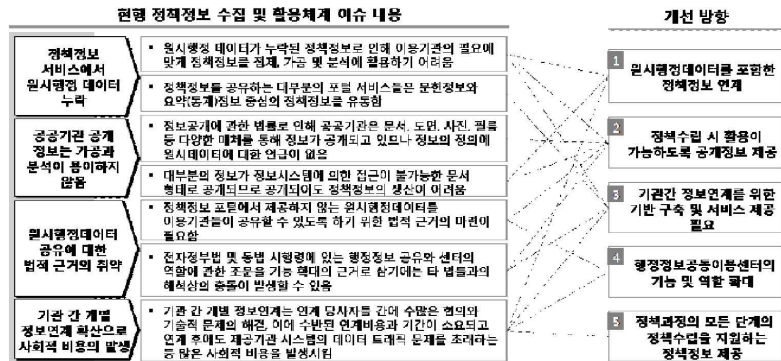 현행 정책정보 수집 및 활용체계 이슈 내용
개선 방향
정책정보
서비스에서
원시행정 데이터
누락
▪ 원시행정 데이터가 누락된 정책정보로 인해 이용기관의 필요에
맞게 정책정보를 정제, 가공 및 분석에 활용하기 어려움
▪ 정책정보를 공유하는 대부분의 포털 서비스들은 문헌정보와
요약(통계)정보 중심의 정책정보를 유통함
공공기관 공개
정보는 가공과
분석이 용이하지
않음
▪ 정보공개에 관한 법률로 인해 공공기관은 문서, 도면, 사진, 필름
등 다양한 매체를 통해 정보가 공개되고 있으나 정보의 정의에
원시데이터에 대한 언급이 없음
▪ 대부분의 정보가 정보시스템에 의한 접근이 불가능한 문서
형태로 공개되므로 공개되어도 정책정보의 생산이 어려움
원시행정데이터
공유에 대한
법적 근거의 취약
▪ 정책정보 포털에서 제공하지 않는 원시행정데이터를
이용기관들이 공유할 수 있도록 하기 위한 법적 근거의 마련이
필요함
▪ 전자정부법 및 동법 시행령에 있는 행정정보 공유와 센터의
역할에 관한 조문을 기능 확대의 근거로 삼기에는 타 법률과의
해석상의 충돌이 발생할 수 있음
기관 간 개별
정보연계 확산으로
사회적 비용의 발생
▪ 기관 간 개별 정보연계는 연계 당사자들 간에 수많은 협의와
기술적 문제의 해결, 이에 수반된 연계비용과 기간이 소요되고
연계 후에도 제공기관 시스템의 데이터 트래픽 문제를 초래하는
등 많은 사회적 비용을 발생시킴
1
원시행정데이터를 포함한
정책정보 연계
2
정책수립 시 활용이
가능하도록 공개정보 제공
3
기관간 정보연계를 위한
기반 구축 및 서비스 제공
필요
4
행정정보공동이용센터의
기능 및 역할 확대
5
정책과정의 모든 단계의
정책수립을 지원하는
정책정보 제공